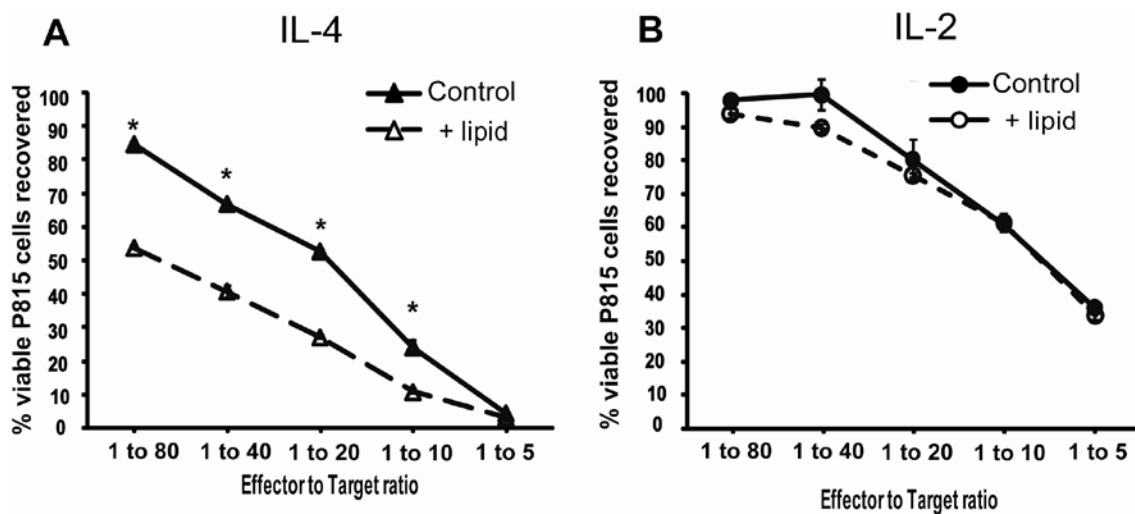 A
IL-4
% viable P815 cells recovered
100
90
80
70
60
50
40
30
20
10
0
Control
+ lipid
*
*
*
*
1 to 80 1 to 40 1 to 20 1 to 10 1 to 5
Effector to Target ratio
B
IL-2
% viable P815 cells recovered
100
90
80
70
60
50
40
30
20
10
0
Control
+ lipid
1 to 80 1 to 40 1 to 20 1 to 10 1 to 5
Effector to Target ratio